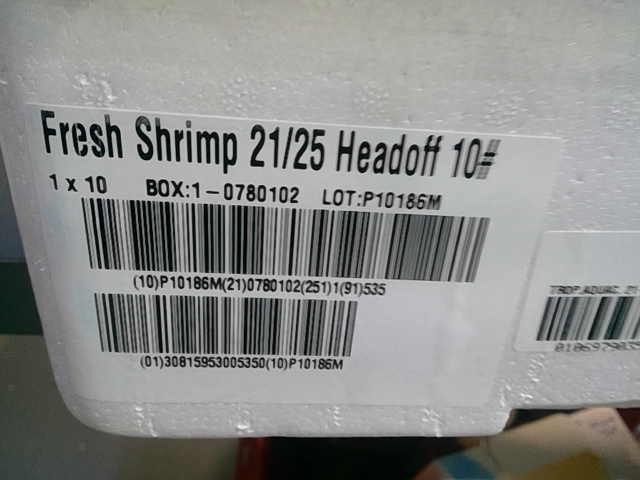 Fresh Shrimp 21/25 Headoff 10#
1 x 10 BOX:1-0780102 LOT:P10186M
(10)P10186M(21)0780102(251)1(91)535
(01)30815953005350(10)P10186M